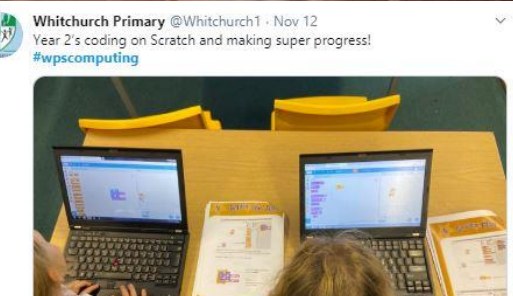 Whitchurch Primary @Whitchurch1 · Nov 12
Year 2's coding on Scratch and making super progress!
#wpscomputing